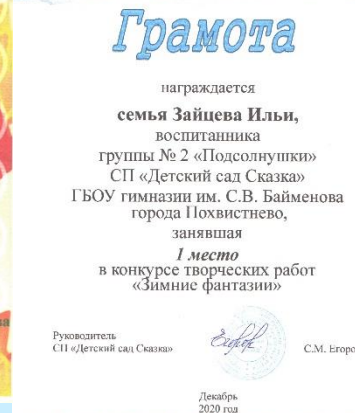 Грамота
награждается
семья Зайцева Ильи,
воспитанника
группы № 2 «Подсолнушки»
СП «Детский сад Сказка»
ГБОУ гимназии им. С.В. Байменова
города Похвистнево,
занявшая
1 место
в конкурсе творческих работ
«Зимние фантазии»
Руководитель
СП «Детский сад Сказка»
С.М. Егоро
Декабрь
2020 год